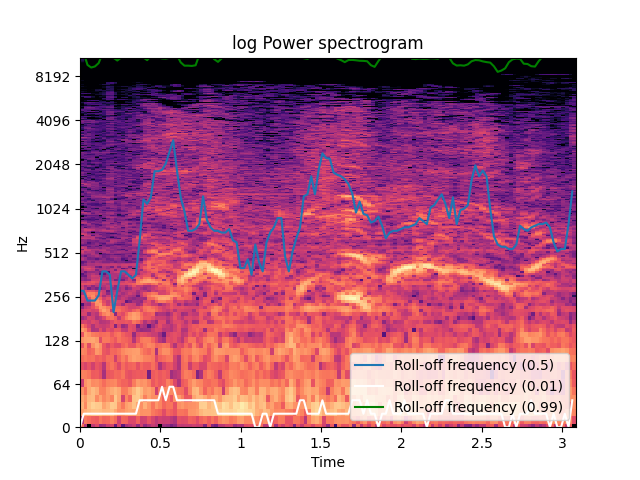 log Power spectrogram
8192
4096
2048
1024
512
256
128
64
0
Hz
Roll-off frequency (0.5)
Roll-off frequency (0.01)
Roll-off frequency (0.99)
0 0.5 1 1.5 2 2.5 3
Time